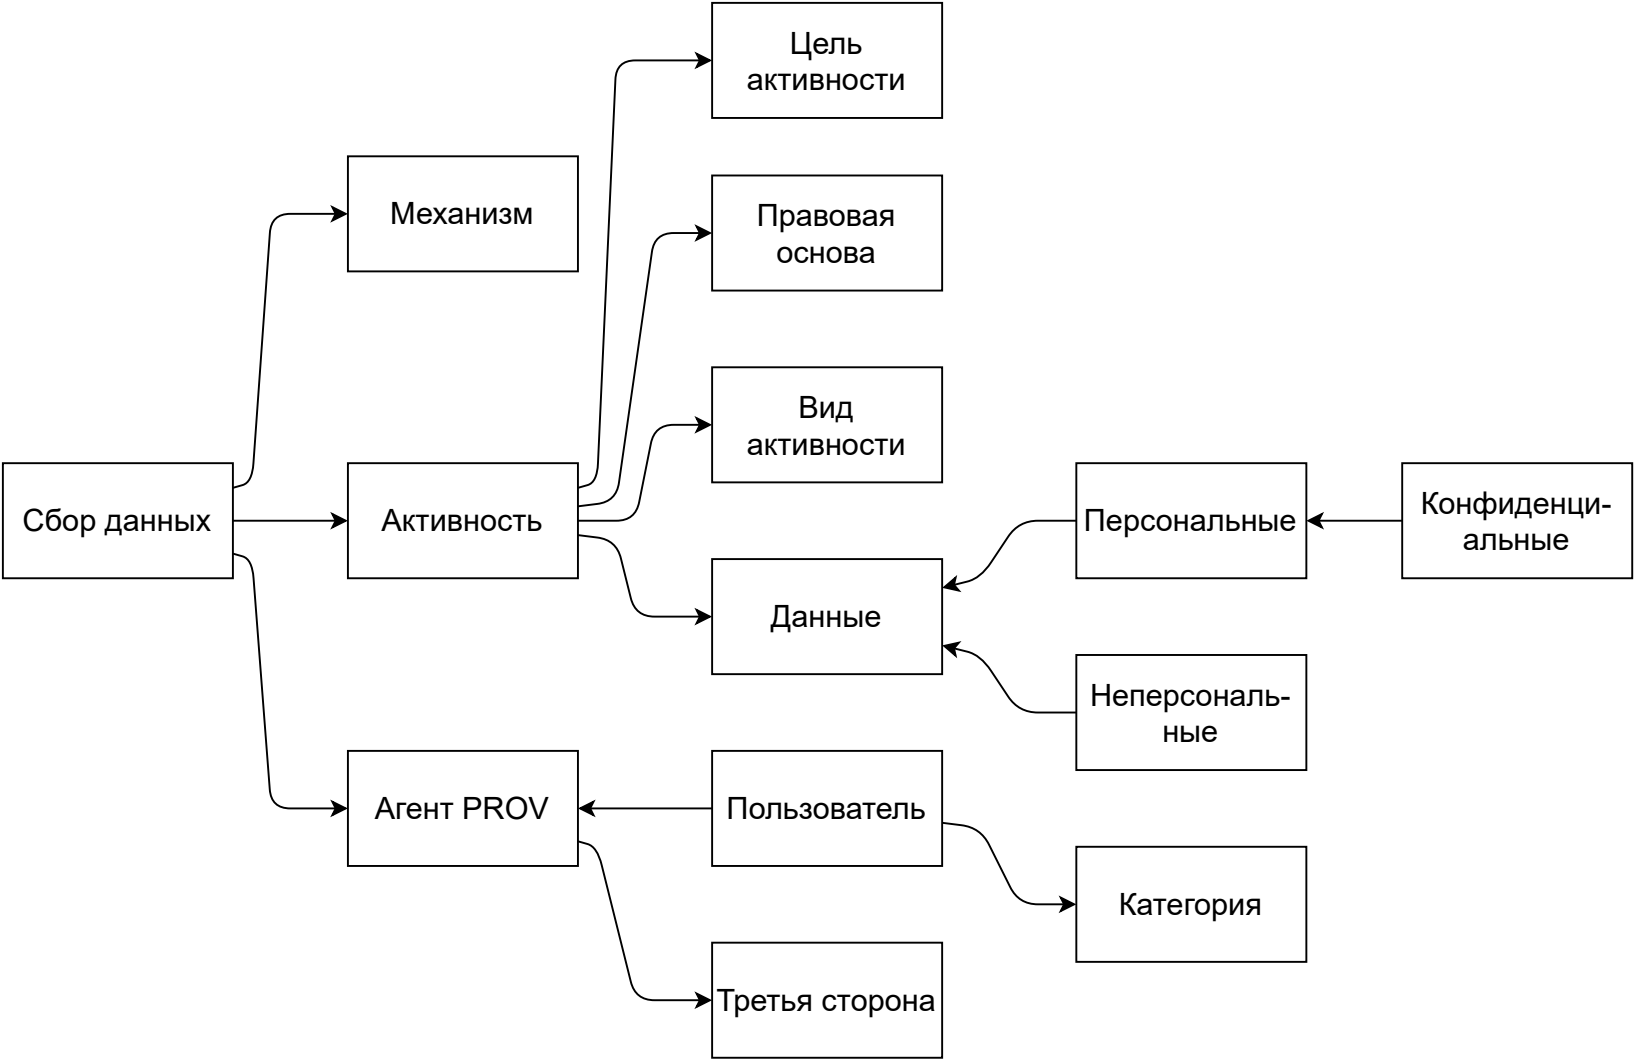 Цель
активности
Механизм
Правовая
основа
Вид
активности
Сбор данных
Активность
Персональные
Конфиденци-
альные
Данные
Неперсональ-
ные
Агент PROV
Пользователь
Категория
Третья сторона